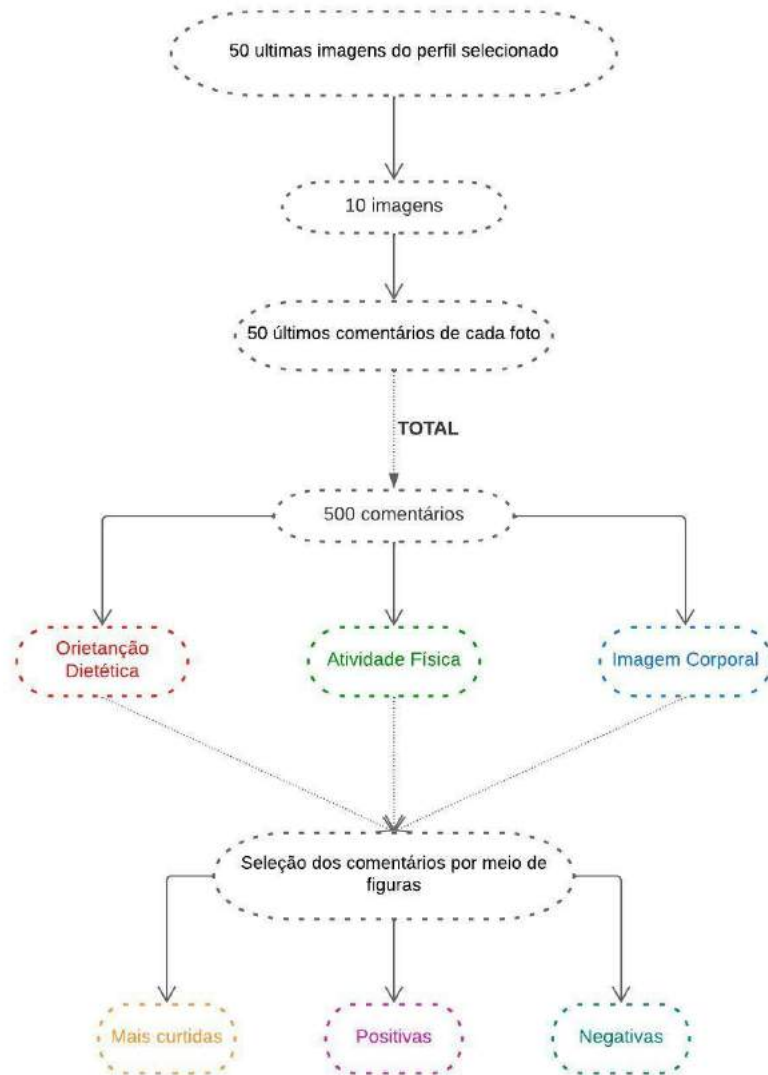 50 ultimas imagens do perfil selecionado
10 imagens
50 últimos comentários de cada foto
TOTAL
500 comentários
Orietanção
Dietética
Atividade Física
Imagem Corporal
Seleção dos comentários por meio de
figuras
Mais curtidas
Positivas
Negativas